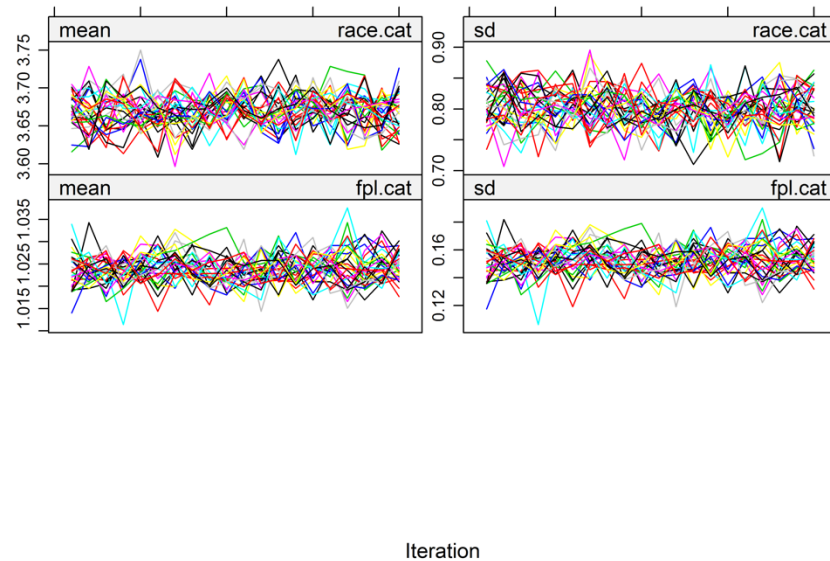 mean race.cat
3.60 3.65 3.70 3.75
sd race.cat
0.70 0.80 0.90
mean fpl.cat
1.015 1.025 1.035
sd fpl.cat
0.12 0.16
Iteration